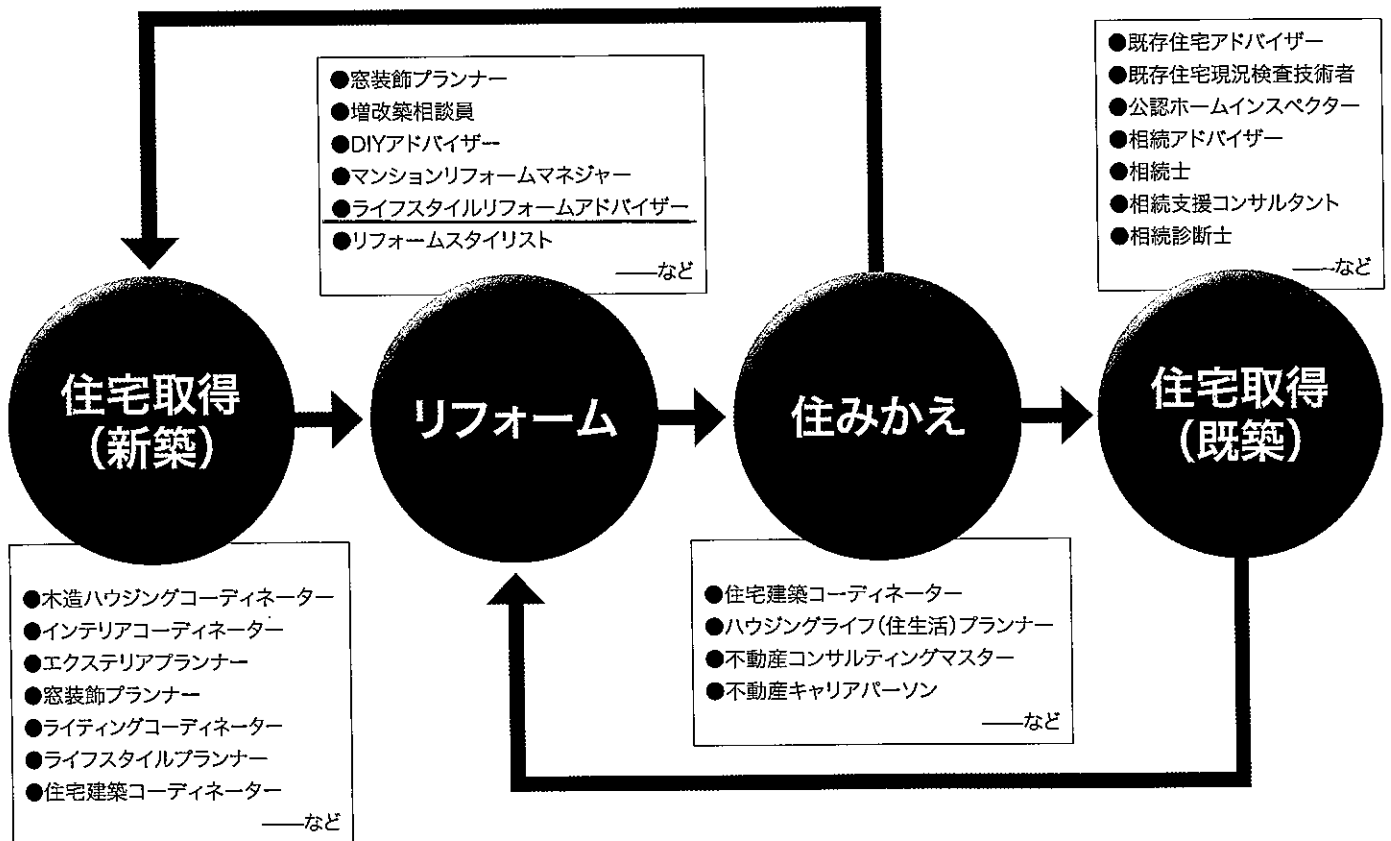 ●窓装飾プランナー
●増改築相談員
●DIYアドバイザー
●マンションリフォームマネジャー
●ライフスタイルリフォームアドバイザー
●リフォームスタイリスト
——など
●既存住宅アドバイザー
●既存住宅現況検査技術者
●公認ホームインスペクター
●相続アドバイザー
●相続士
●相続支援コンサルタント
●相続診断士
——など
住宅取得
(新築)
リフォーム
住みかえ
住宅取得
(既築)
●木造ハウジングコーディネーター
●インテリアコーディネーター
●エクステリアプランナー
●窓装飾プランナー
●ライティングコーディネーター
●ライフスタイルプランナー
●住宅建築コーディネーター
——など
●住宅建築コーディネーター
●ハウジングライフ(住生活)プランナー
●不動産コンサルティングマスター
●不動産キャリアパーソン
——など